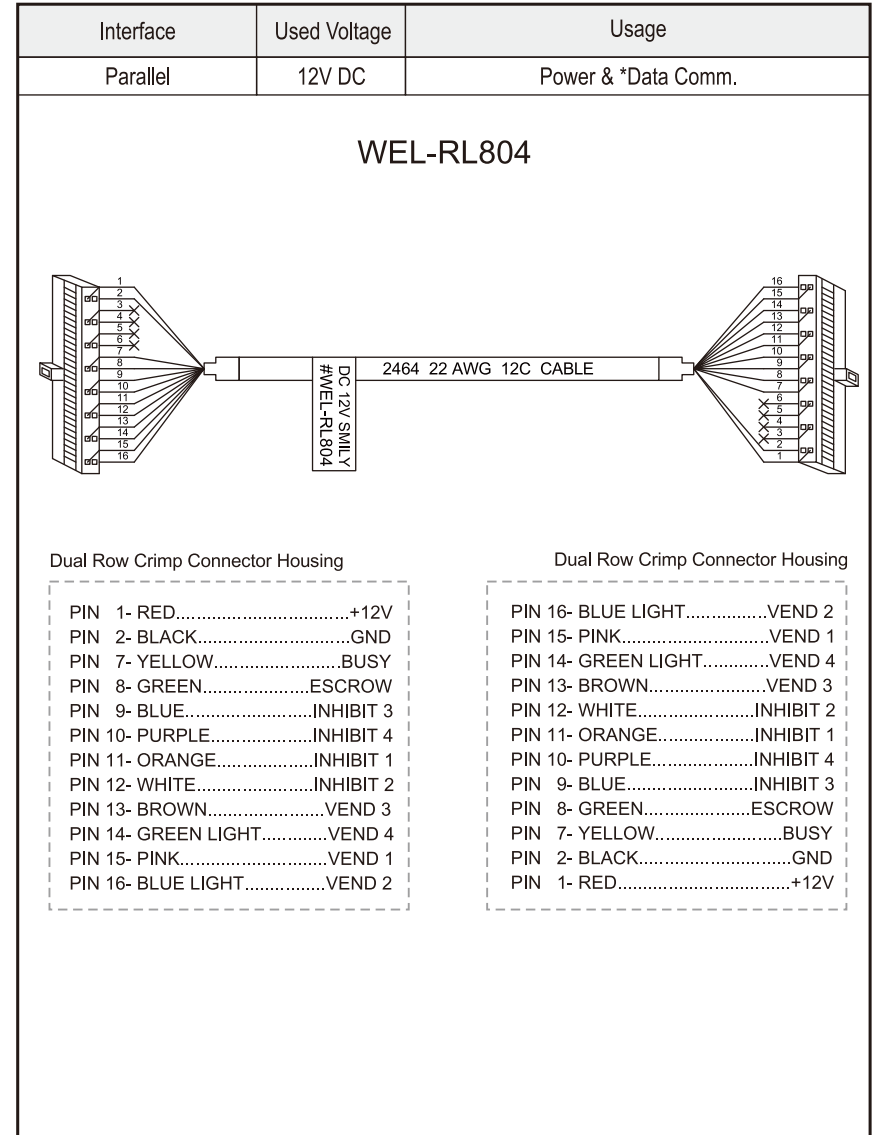 Interface Used Voltage Usage
Parallel 12V DC Power & *Data Comm.
WEL-RL804
1
2
3
4
5
6
7
8
9
10
11
12
13
14
15
16
DC 12V SMILY
#WEL-RL804
2464 22 AWG 12C CABLE
16
15
14
13
12
11
10
9
8
7
6
5
4
3
2
1
Dual Row Crimp Connector Housing
PIN 1- RED.............................+12V
PIN 2- BLACK..........................GND
PIN 7- YELLOW......................BUSY
PIN 8- GREEN..................ESCROW
PIN 9- BLUE......................INHIBIT 3
PIN 10- PURPLE.............INHIBIT 4
PIN 11- ORANGE.............INHIBIT 1
PIN 12- WHITE................INHIBIT 2
PIN 13- BROWN....................VEND 3
PIN 14- GREEN LIGHT...........VEND 4
PIN 15- PINK........................VEND 1
PIN 16- BLUE LIGHT..............VEND 2
Dual Row Crimp Connector Housing
PIN 16- BLUE LIGHT..............VEND 2
PIN 15- PINK.........................VEND 1
PIN 14- GREEN LIGHT...........VEND 4
PIN 13- BROWN....................VEND 3
PIN 12- WHITE................INHIBIT 2
PIN 11- ORANGE................INHIBIT 1
PIN 10- PURPLE.................INHIBIT 4
PIN 9- BLUE......................INHIBIT 3
PIN 8- GREEN..................ESCROW
PIN 7- YELLOW......................BUSY
PIN 2- BLACK..........................GND
PIN 1- RED.............................+12V